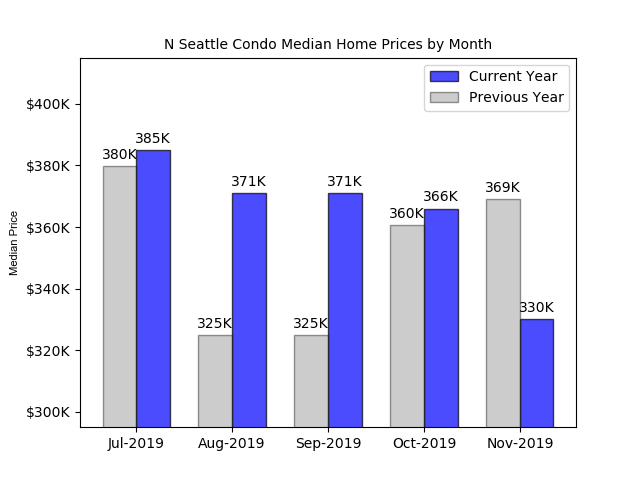 N Seattle Condo Median Home Prices by Month
Current Year
Previous Year
Median Price
$400K
$380K
$360K
$340K
$320K
$300K
380K
385K
325K
371K
325K
371K
360K
366K
369K
330K
Jul-2019
Aug-2019
Sep-2019
Oct-2019
Nov-2019